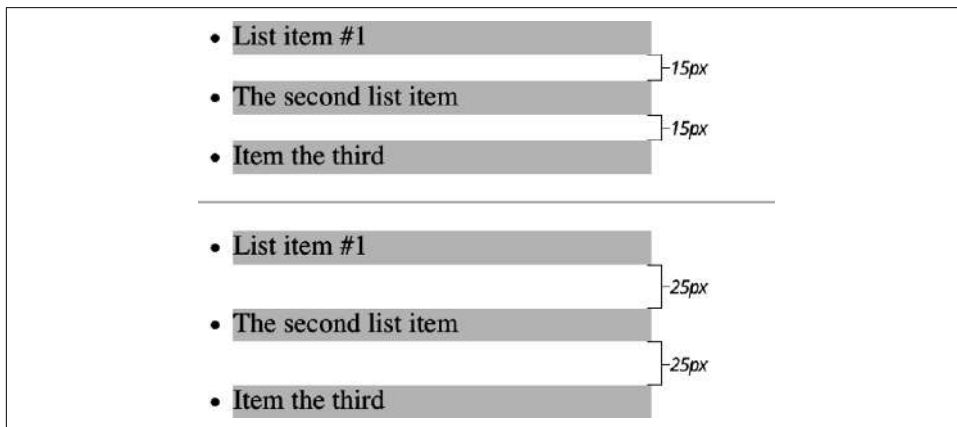 • List item #1
15px
• The second list item
15px
• Item the third
• List item #1
25px
• The second list item
25px
• Item the third